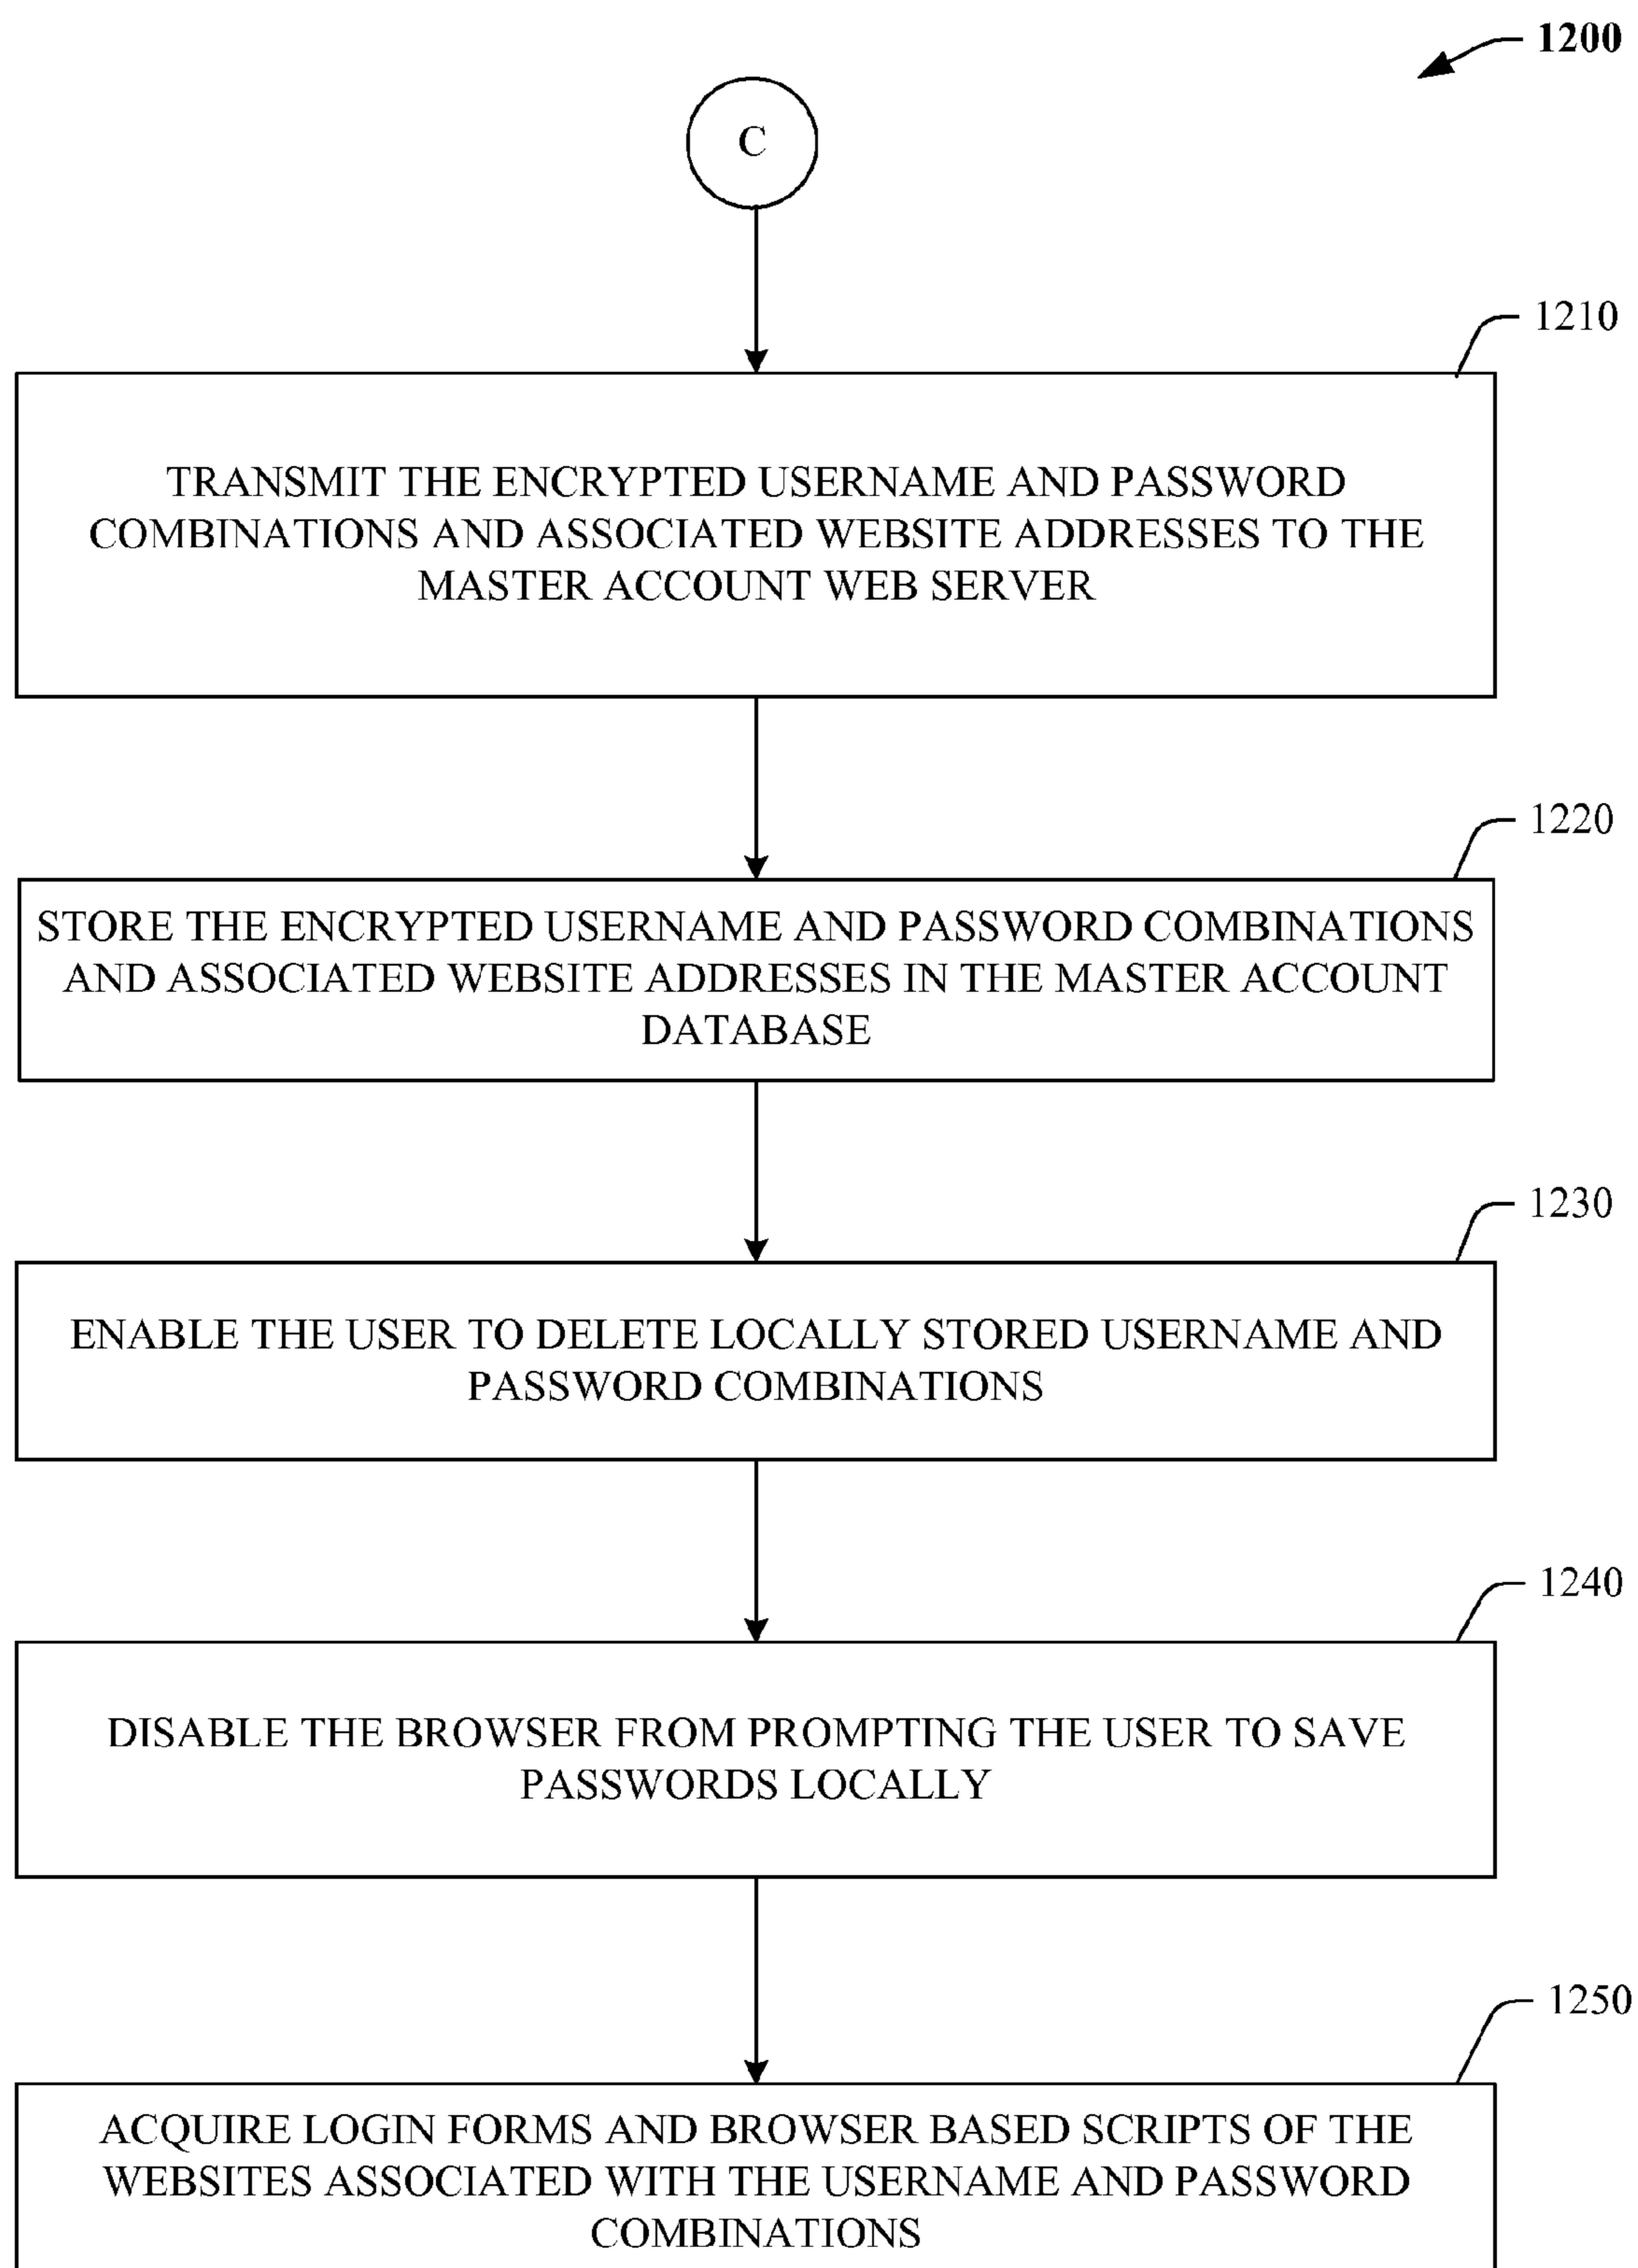 1200
C
1210
TRANSMIT THE ENCRYPTED USERNAME AND PASSWORD
COMBINATIONS AND ASSOCIATED WEBSITE ADDRESSES TO THE
MASTER ACCOUNT WEB SERVER
1220
STORE THE ENCRYPTED USERNAME AND PASSWORD COMBINATIONS
AND ASSOCIATED WEBSITE ADDRESSES IN THE MASTER ACCOUNT
DATABASE
1230
ENABLE THE USER TO DELETE LOCALLY STORED USERNAME AND
PASSWORD COMBINATIONS
1240
DISABLE THE BROWSER FROM PROMPTING THE USER TO SAVE
PASSWORDS LOCALLY
1250
ACQUIRE LOGIN FORMS AND BROWSER BASED SCRIPTS OF THE
WEBSITES ASSOCIATED WITH THE USERNAME AND PASSWORD
COMBINATIONS